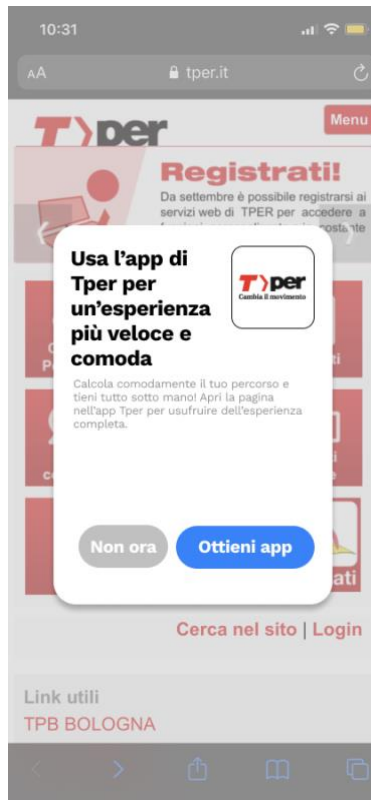 10:31
AA
tper.it
Tper
Menu
Registrati!
Da settembre è possibile registrarsi ai
servizi web di TPER per accedere a
Usa l'app di
Tper per
un'esperienza
più veloce e
comoda
Tper
Cambia il movimento
Calcola comodamente il tuo percorso e
tieni tutto sotto mano! Apri la pagina
nell'app Tper per usufruire dell'esperienza
completa.
Non ora
Ottieni app
ati
Cerca nel sito | Login
Link utili
TPB BOLOGNA